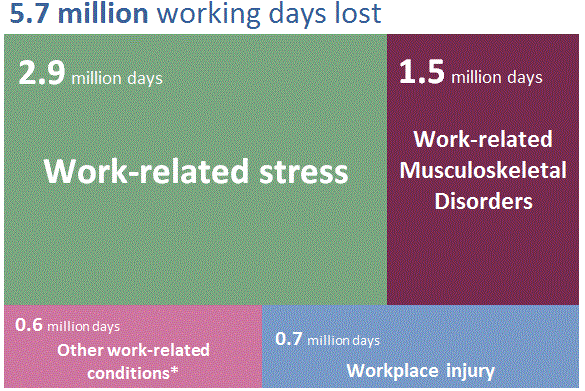 5.7 million working days lost
2.9 million days
Work-related stress
1.5 million days
Work-related
Musculoskeletal
Disorders
0.6 million days
Other work-related
conditions*
0.7 million days
Workplace injury